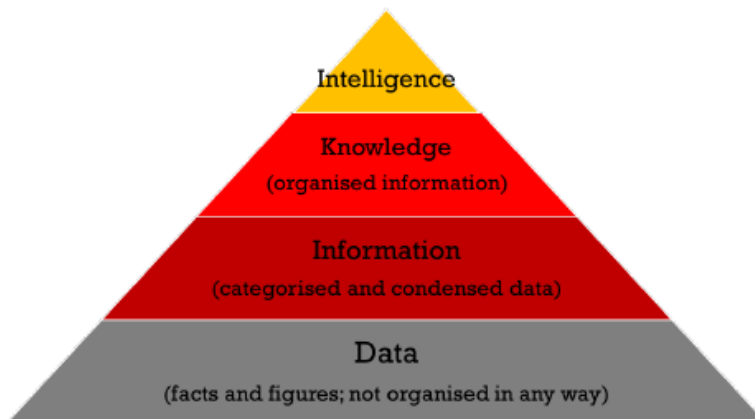 Intelligence
Knowledge
(organised information)
Information
(categorised and condensed data)
Data
(facts and figures; not organised in any way)